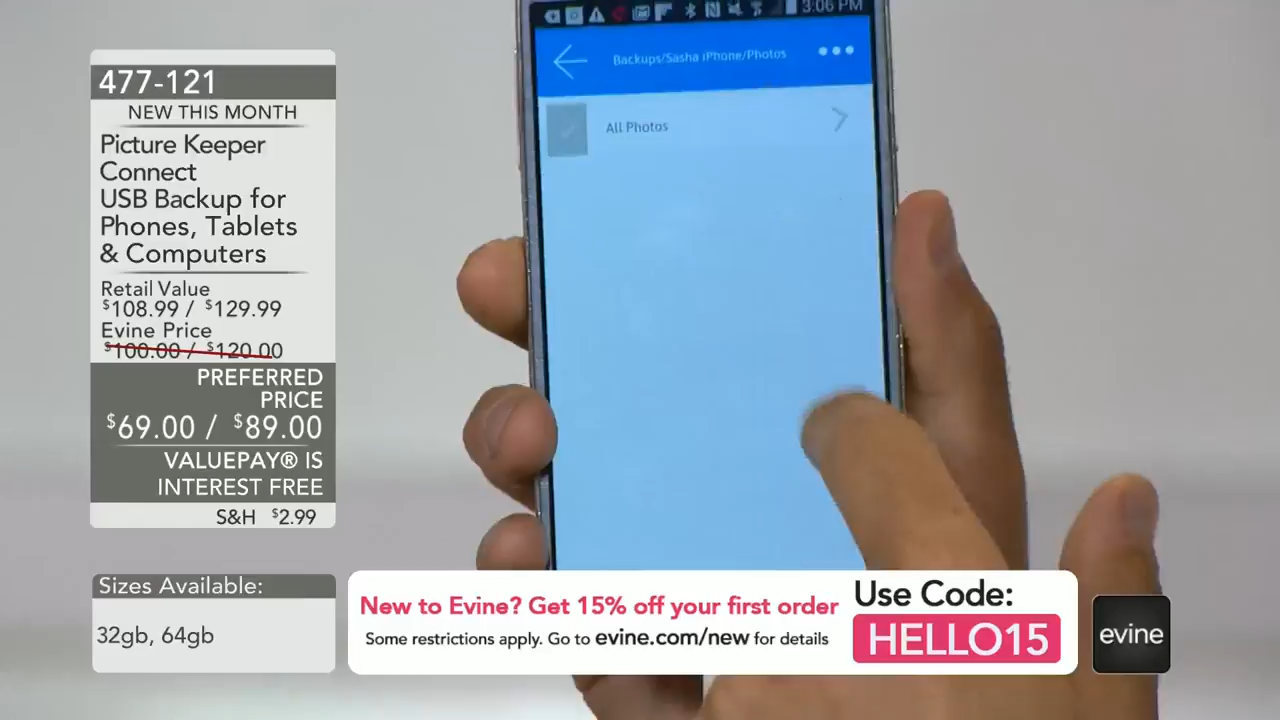 3:06 PM
Backups/Sasha iPhone/Photos
All Photos
477-121
NEW THIS MONTH
Picture Keeper
Connect
USB Backup for
Phones, Tablets
& Computers
Retail Value
$108.99 / $129.99
Evine Price
$100.00 / $120.00
PREFERRED
PRICE
$69.00 / $89.00
VALUEPAY® IS
INTEREST FREE
S&H $2.99
Sizes Available:
32gb, 64gb
New to Evine? Get 15% off your first order
Some restrictions apply. Go to evine.com/new for details
Use Code:
HELLO15
evine